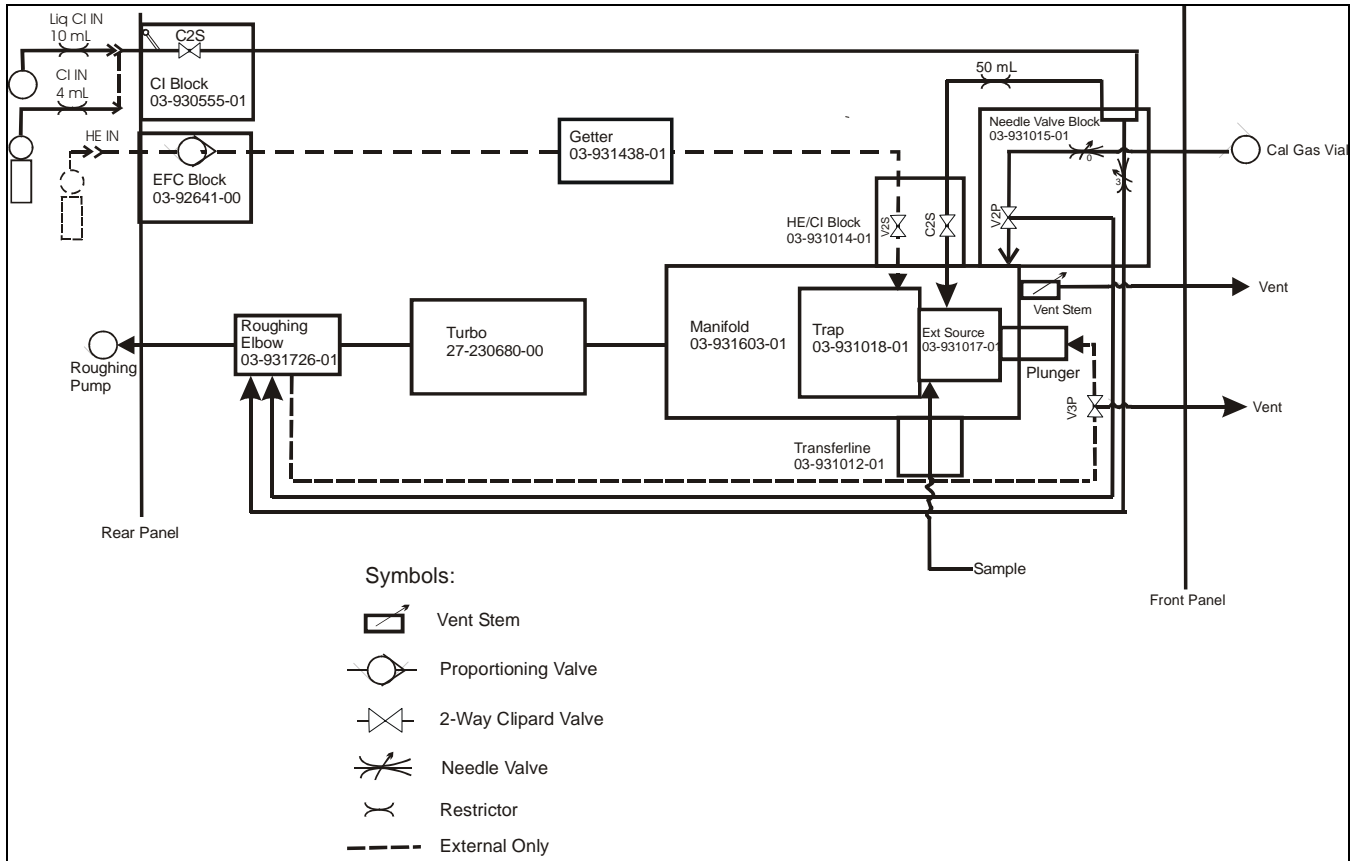 Liq CI IN
10 mL
C2S
CI IN
4 mL
CI Block
03-930555-01
HE IN
EFC Block
03-92641-00
Getter
03-931438-01
50 mL
Needle Valve Block
03-931015-01
0
3
Cal Gas Vial
HE/CI Block
03-931014-01
V2S
C2S
V2P
Vent
Vent Stem
Roughing
Elbow
03-931726-01
Turbo
27-230680-00
Manifold
03-931603-01
Trap
03-931018-01
Ext Source
03-931017-01
Plunger
Roughing
Pump
V3P
Vent
Transferline
03-931012-01
Rear Panel
Sample
Front Panel
Symbols:
Vent Stem
Proportioning Valve
2-Way Clipard Valve
Needle Valve
Restrictor
External Only